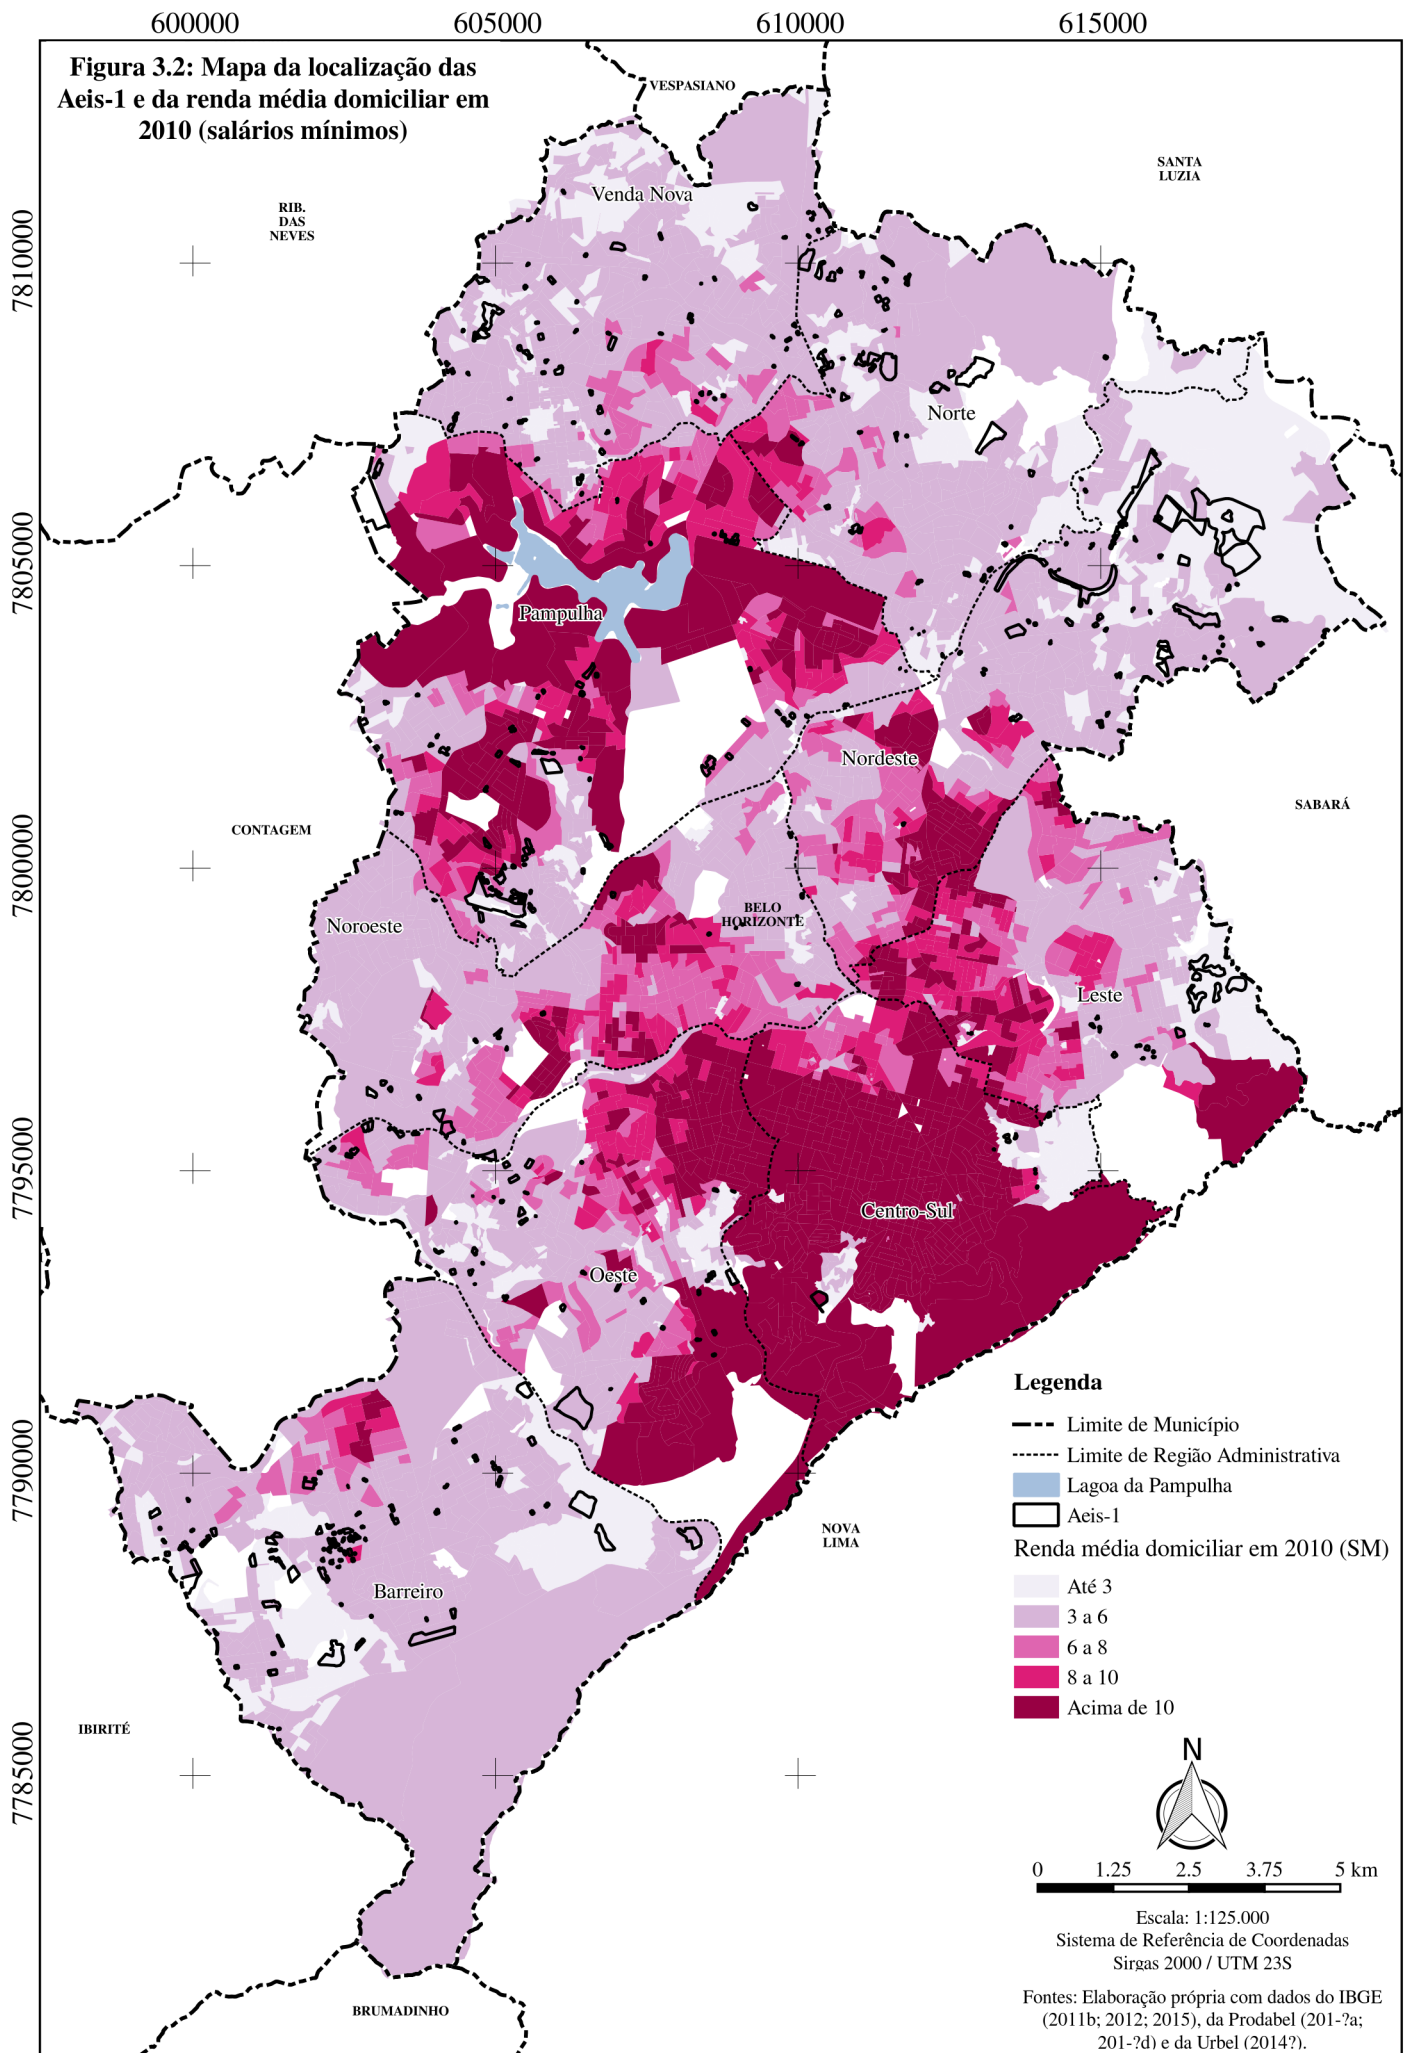 600000 605000 610000 615000
Figura 3.2: Mapa da localização das
Aeis-1 e da renda média domiciliar em
2010 (salários mínimos)
VESPASIANO
SANTA
LUZIA
RIB.
DAS
NEVES
Venda Nova
7810000
Norte
7805000
Pampulha
Nordeste
SABARÁ
CONTAGEM
7800000
BELO
HORIZONTE
Noroeste
Leste
7795000
Centro-Sul
Oeste
7790000
NOVA
LIMA
Barreiro
IBIRITÉ
7785000
BRUMADINHO
Legenda
Limite de Município
Limite de Região Administrativa
Lagoa da Pampulha
Aeis-1
Renda média domiciliar em 2010 (SM)
Até 3
3 a 6
6 a 8
8 a 10
Acima de 10
N
0 1.25 2.5 3.75 5 km
Escala: 1:125.000
Sistema de Referência de Coordenadas
Sirgas 2000 / UTM 23S
Fontes: Elaboração própria com dados do IBGE
(2011b; 2012; 2015), da Prodabel (201-?a;
201-?d) e da Urbel (2014?).